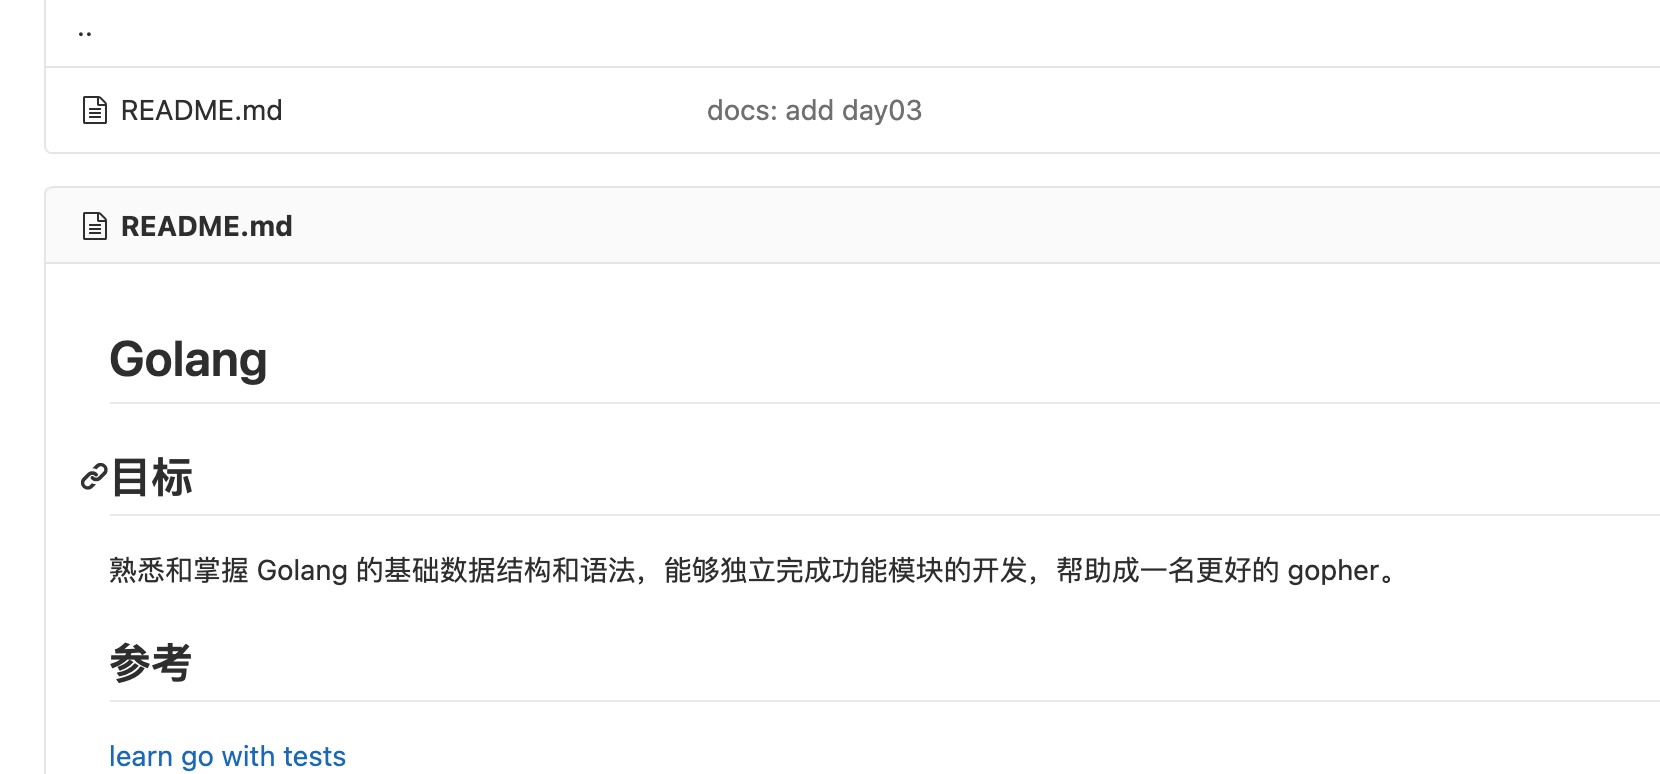 ..
README.md docs: add day03
README.md
Golang
目标
熟悉和掌握 Golang 的基础数据结构和语法，能够独立完成功能模块的开发，帮助成一名更好的 gopher。
参考
learn go with tests